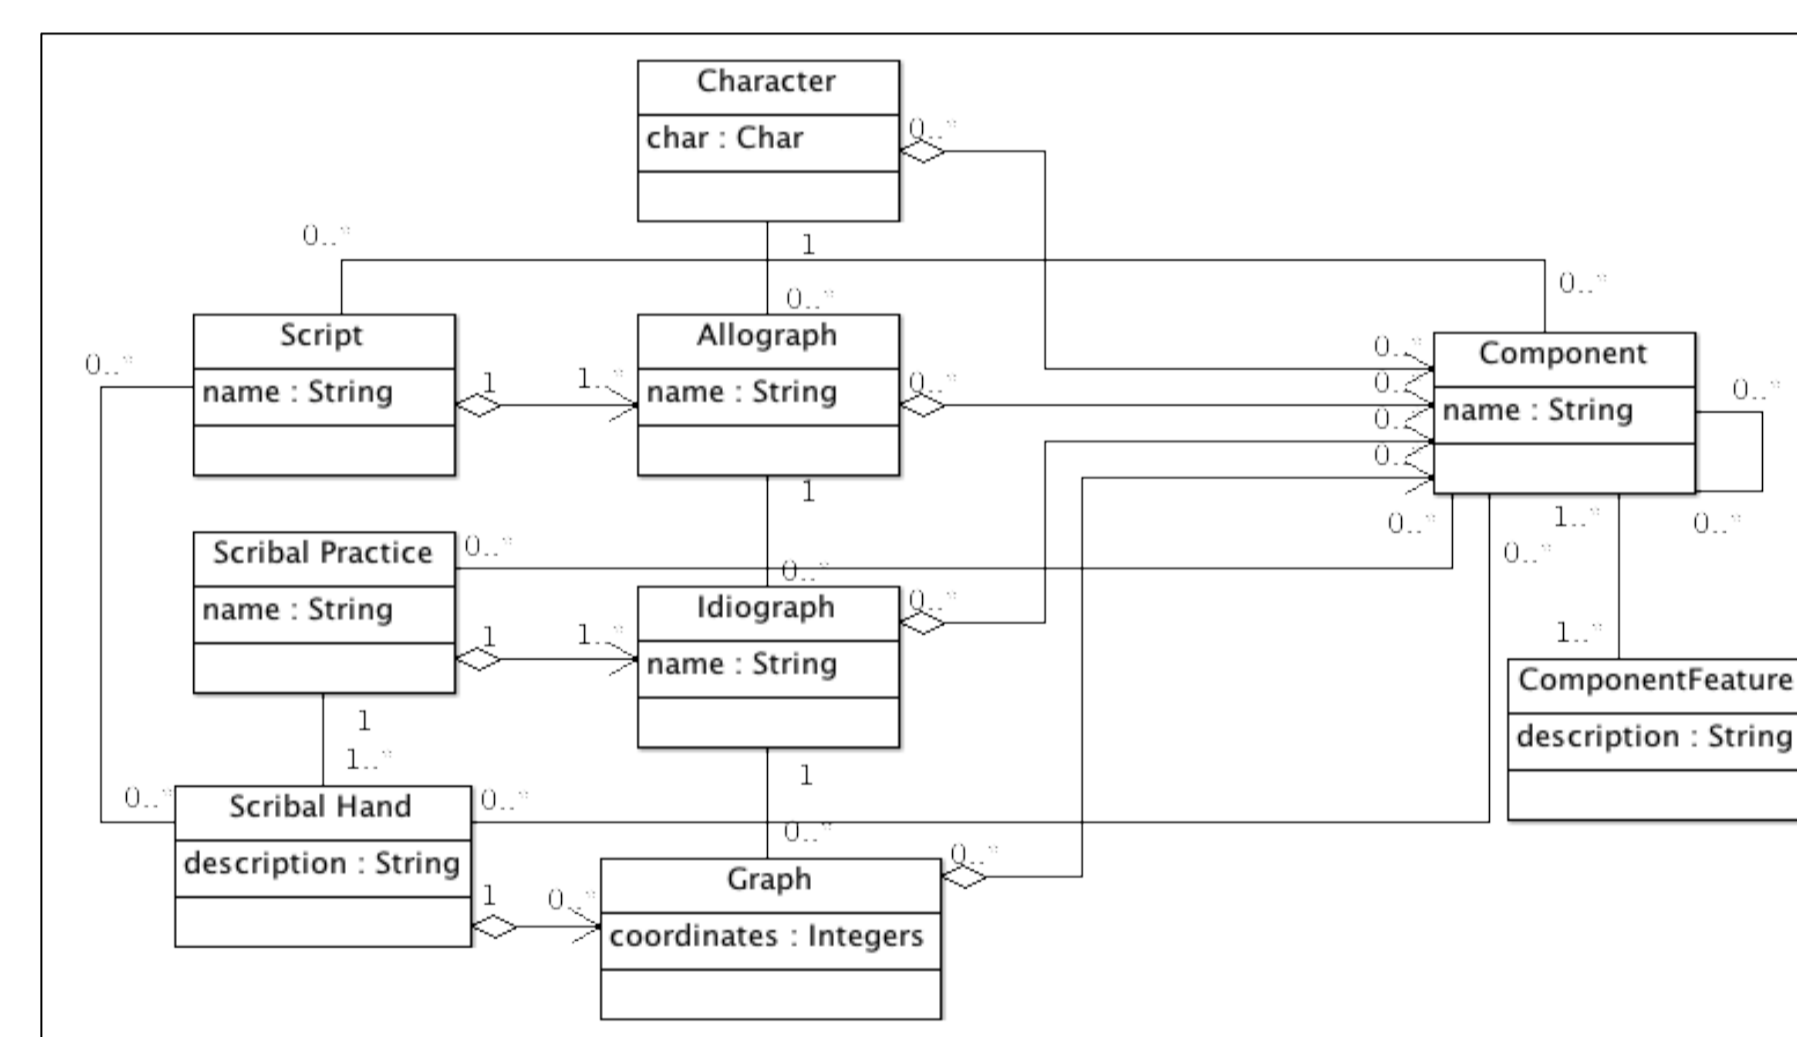 Character
char : Char
0..*
1
0..*
0..*
0..*
Script
name : String
0..*
1
1..*
Allograph
name : String
0..*
1
0..*
0..
0..
0..
Component
name : String
0..*
0..*
0..*
0..*
1..*
1..*
ComponentFeature
description : String
Scribal Practice
name : String
0..*
1
1..*
1
1..*
0..*
Idiograph
name : String
0..*
1
0..*
0..*
Scribal Hand
description : String
0..*
1
0..*
Graph
coordinates : Integers
0..*